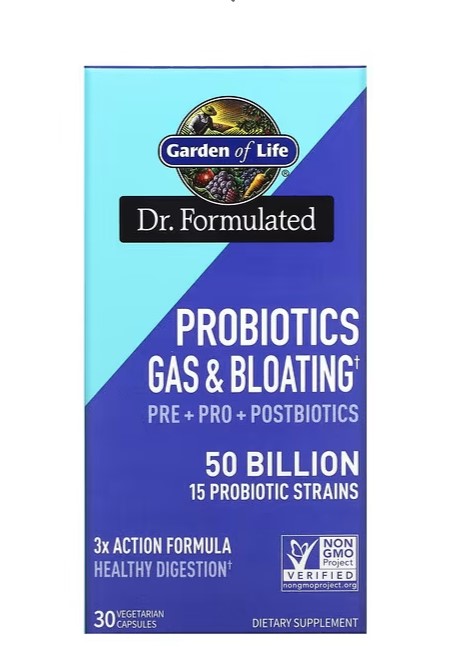 Garden of Life®
Dr. Formulated
PROBIOTICS
GAS & BLOATING†
PRE + PRO + POSTBIOTICS
50 BILLION
15 PROBIOTIC STRAINS
3x ACTION FORMULA
HEALTHY DIGESTION†
NON
GMO
Project
VERIFIED
nongmoproject.org
30 VEGETARIAN
CAPSULES
DIETARY SUPPLEMENT